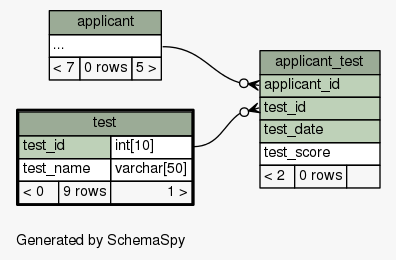 applicant
...
< 7 0 rows 5 >
applicant_test
applicant_id
test_id
test_date
test_score
< 2 0 rows
test
test_id int[10]
test_name varchar[50]
< 0 9 rows 1 >
Generated by SchemaSpy